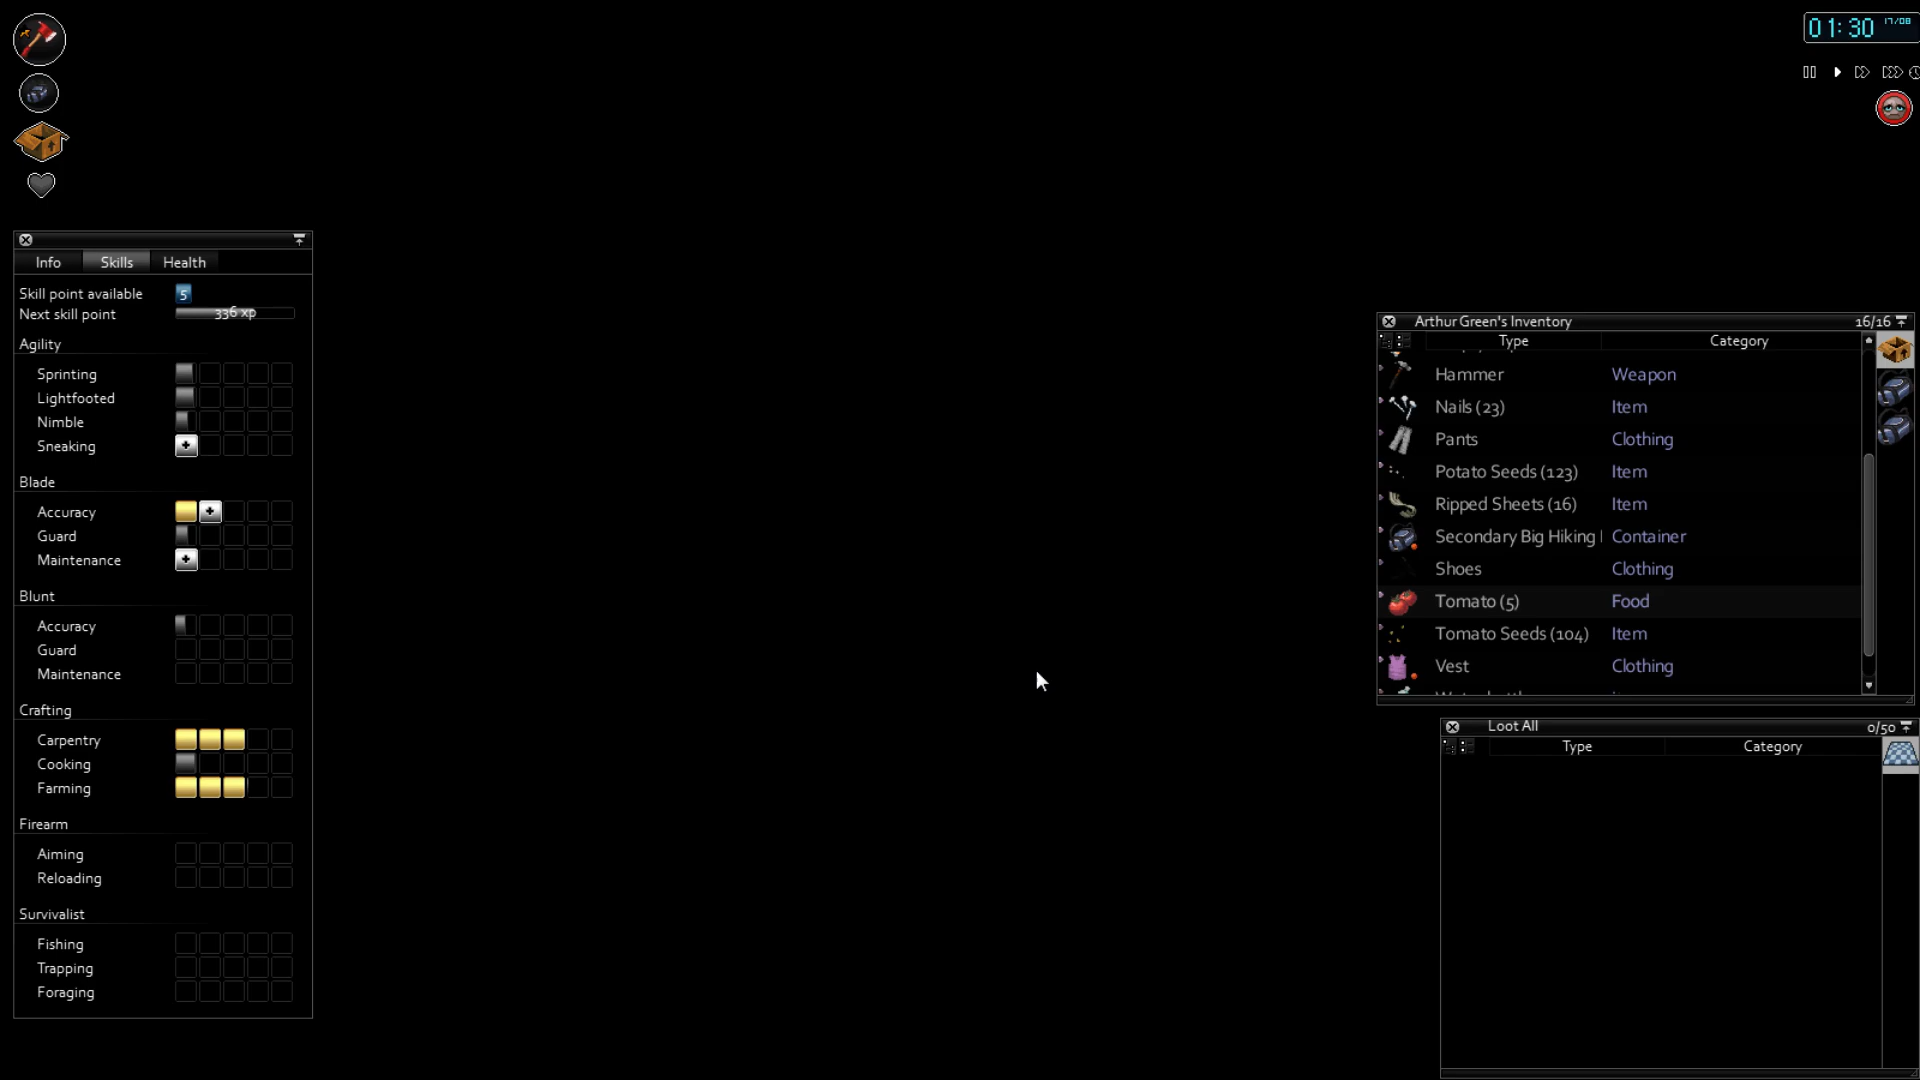 01:30 17/08
Info Skills Health
Skill point available 5
Next skill point 336 xp
Agility
Sprinting
Lightfooted
Nimble
Sneaking
Blade
Accuracy
Guard
Maintenance
Blunt
Accuracy
Guard
Maintenance
Crafting
Carpentry
Cooking
Farming
Firearm
Aiming
Reloading
Survivalist
Fishing
Trapping
Foraging
Arthur Green's Inventory 16/16
Type Category
Hammer Weapon
Nails (23) Item
Pants Clothing
Potato Seeds (123) Item
Ripped Sheets (16) Item
Secondary Big Hiking Container
Shoes Clothing
Tomato (5) Food
Tomato Seeds (104) Item
Vest Clothing
Loot All 0/50
Type Category